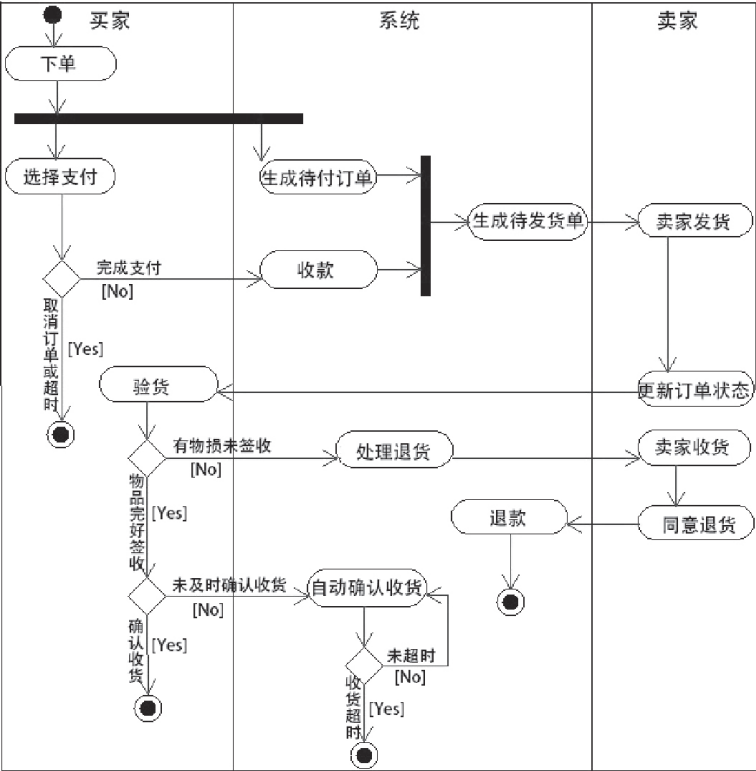 买家
系统
卖家
下单
选择支付
生成待付订单
生成待发货单
卖家发货
完成支付
[No]
收款
取消订单或超时
[Yes]
验货
更新订单状态
有物损未签收
[No]
处理退货
卖家收货
物品完好签收
[Yes]
退款
同意退货
未及时确认收货
[No]
自动确认收货
确认收货
[Yes]
未超时
[No]
收货超时
[Yes]